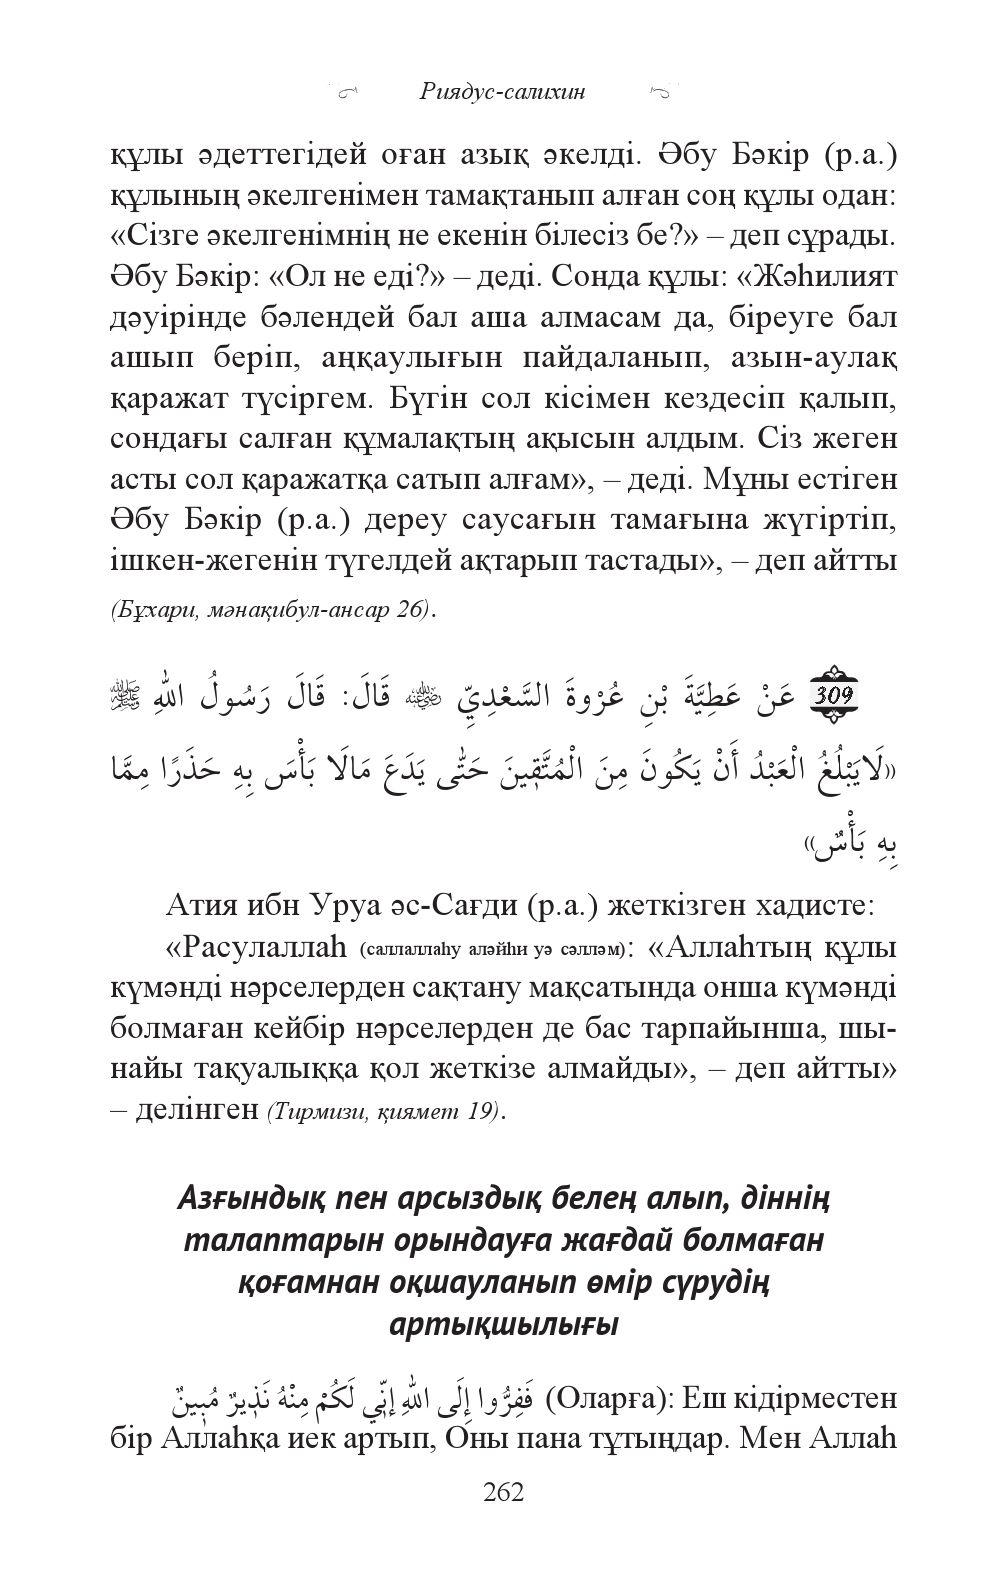 Риядус-салихин
құлы әдеттегідей оған азық әкелді. Әбу Бәкір (р.а.)
құлының әкелгенімен тамақтанып алған соң құлы одан:
«Сізге әкелгенімнің не екенін білесіз бе?» – деп сұрады.
Әбу Бәкір: «Ол не еді?» – деді. Сонда құлы: «Жәһилият
дәуірінде бәлендей бал аша алмасам да, біреуге бал
ашып беріп, аңқаулығын пайдаланып, азын-аулақ
қаражат түсіргем. Бүгін сол кісімен кездесіп қалып,
сондағы салған құмалақтың ақысын алдым. Сіз жеген
асты сол қаражатқа сатып алғам», – деді. Мұны естіген
Әбу Бәкір (р.а.) дереу саусағын тамағына жүгіртіп,
ішкен-жегенін түгелдей ақтарып тастады», – деп айтты
(Бұхари, мәнақибул-ансар 26).
309 عَنْ عَطِيَّةَ بْنِ عُرْوةَ السَّعْدِيِّ ﷛ قَالَ: قَالَ رَسُولُ اللهِ ﷺ
«لَايَبْلُغُ الْعَبْدُ أَنْ يَكُونَ مِنَ الْمُتَّقِينَ حَتّٰى يَدَعَ مَالَا بَأْسَ بِهِ حَذَرًا مِمَّا
بِهِ بَأْسٌ»
Атия ибн Уруа әс-Сағди (р.а.) жеткізген хадисте:
«Расулаллаһ (саллаллаһу аләйһи уә сәлләм): «Аллаһтың құлы
күмәнді нәрселерден сақтану мақсатында онша күмәнді
болмаған кейбір нәрселерден де бас тарпайынша, шы-
найы тақуалыққа қол жеткізе алмайды», – деп айтты»
– делінген (Тирмизи, қиямет 19).
Азғындық пен арсыздық белең алып, діннің
талаптарын орындауға жағдай болмаған
қоғамнан оқшауланып өмір сүрудің
артықшылығы
فَفِرُّوا إِلَى اللهِ إِنّ۪ي لَكُمْ مِنْهُ نَذ۪يرٌ مُب۪ينٌ (Оларға): Еш кідірместен
бір Аллаһқа иек артып, Оны пана тұтыңдар. Мен Аллаһ
262